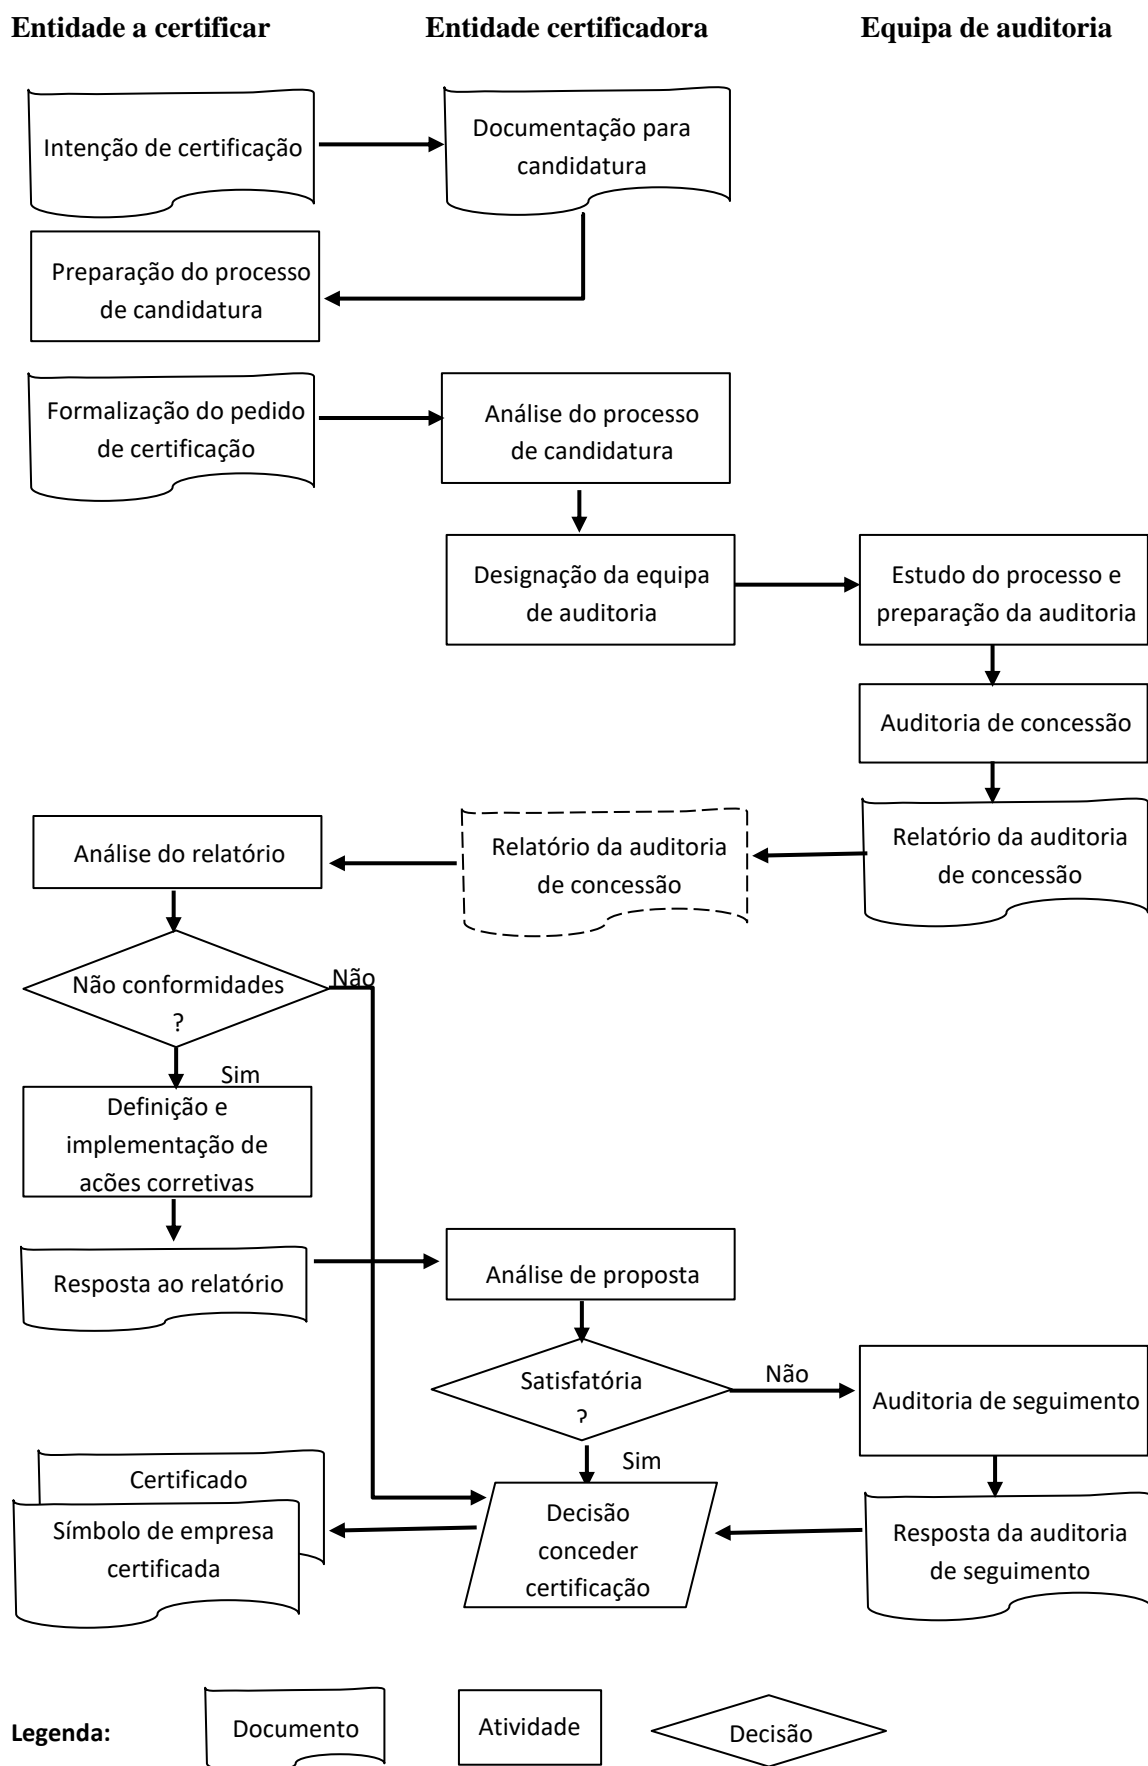 Entidade a certificar
Entidade certificadora
Equipa de auditoria
Intenção de certificação
Documentação para
candidatura
Preparação do processo
de candidatura
Formalização do pedido
de certificação
Análise do processo
de candidatura
Designação da equipa
de auditoria
Estudo do processo e
preparação da auditoria
Auditoria de concessão
Relatório da auditoria
de concessão
Relatório da auditoria
de concessão
Análise do relatório
Não conformidades
?
Não
Sim
Definição e
implementação de
ações corretivas
Resposta ao relatório
Análise de proposta
Satisfatória
?
Não
Auditoria de seguimento
Sim
Resposta da auditoria
de seguimento
Decisão
conceder
certificação
Certificado
Símbolo de empresa
certificada
Legenda:
Documento
Atividade
Decisão